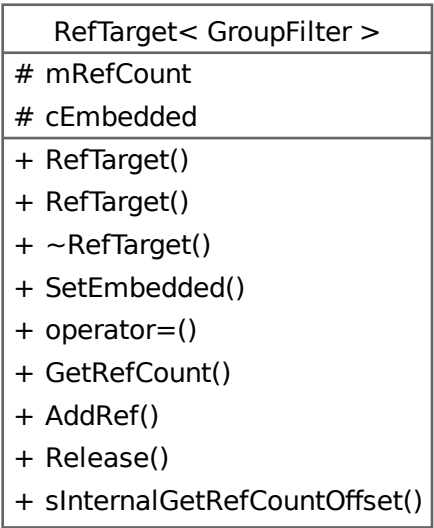 RefTarget< GroupFilter >
# mRefCount
# cEmbedded
+ RefTarget()
+ RefTarget()
+ ~RefTarget()
+ SetEmbedded()
+ operator=()
+ GetRefCount()
+ AddRef()
+ Release()
+ sInternalGetRefCountOffset()